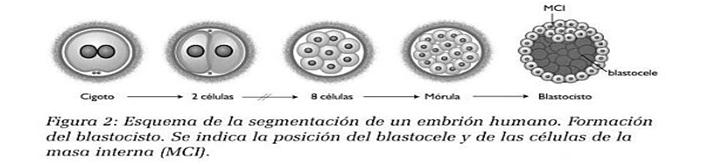 MCI
blastocele
Cigoto
2 células
8 células
Mórula
Blastocisto
Figura 2: Esquema de la segmentación de un embrión humano. Formación
del blastocisto. Se indica la posición del blastocele y de las células de la
masa interna (MCI).